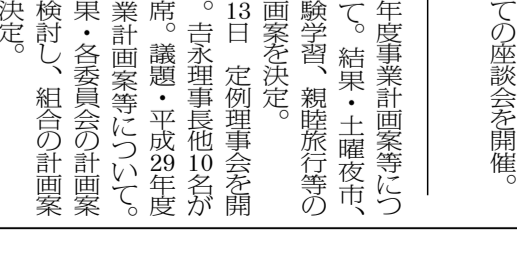 ての座談会を開催。
年度事業計画案等につ
て。結果・土曜夜市、
験学習、親睦旅行等の
画案を決定。
13日　定例理事会を開
。吉永理事長他10名が
席。議題・平成29年度
業計画案等について。
果・各委員会の計画案
検討し、組合の計画案
決定。